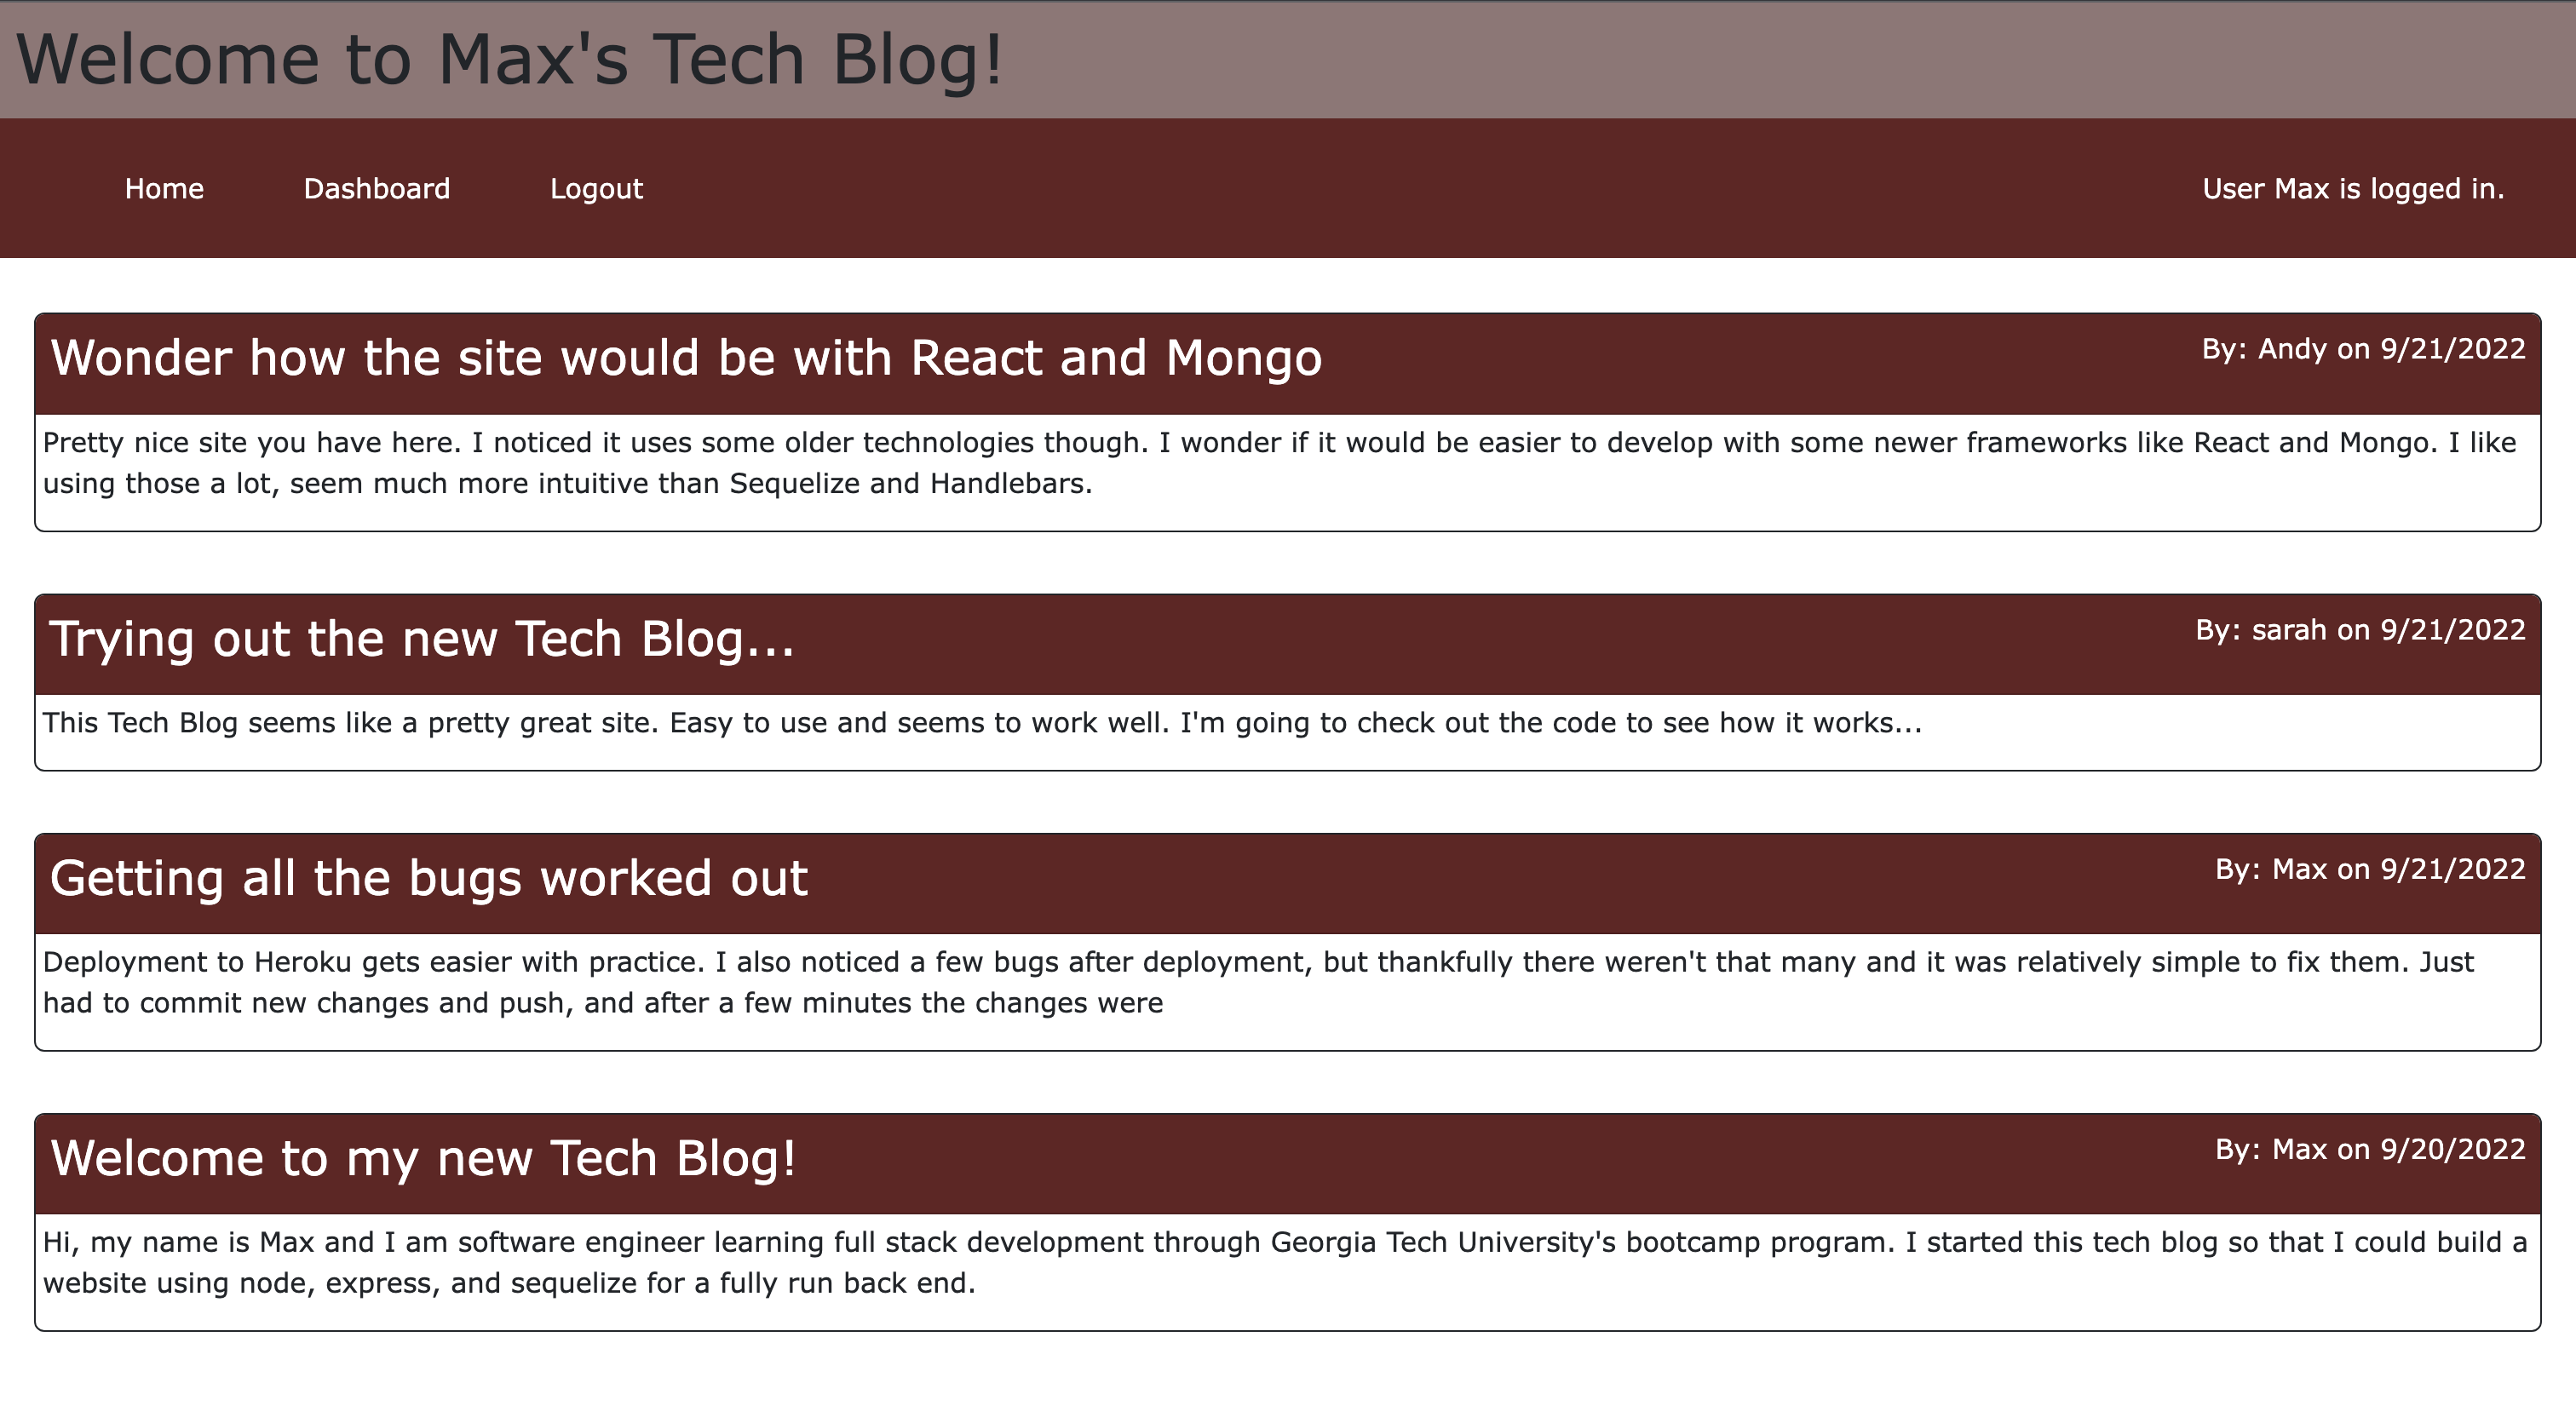 Welcome to Max's Tech Blog!
Home Dashboard Logout User Max is logged in.
Wonder how the site would be with React and Mongo By: Andy on 9/21/2022
Pretty nice site you have here. I noticed it uses some older technologies though. I wonder if it would be easier to develop with some newer frameworks like React and Mongo. I like
using those a lot, seem much more intuitive than Sequelize and Handlebars.
Trying out the new Tech Blog... By: sarah on 9/21/2022
This Tech Blog seems like a pretty great site. Easy to use and seems to work well. I'm going to check out the code to see how it works...
Getting all the bugs worked out By: Max on 9/21/2022
Deployment to Heroku gets easier with practice. I also noticed a few bugs after deployment, but thankfully there weren't that many and it was relatively simple to fix them. Just
had to commit new changes and push, and after a few minutes the changes were
Welcome to my new Tech Blog! By: Max on 9/20/2022
Hi, my name is Max and I am software engineer learning full stack development through Georgia Tech University's bootcamp program. I started this tech blog so that I could build a
website using node, express, and sequelize for a fully run back end.